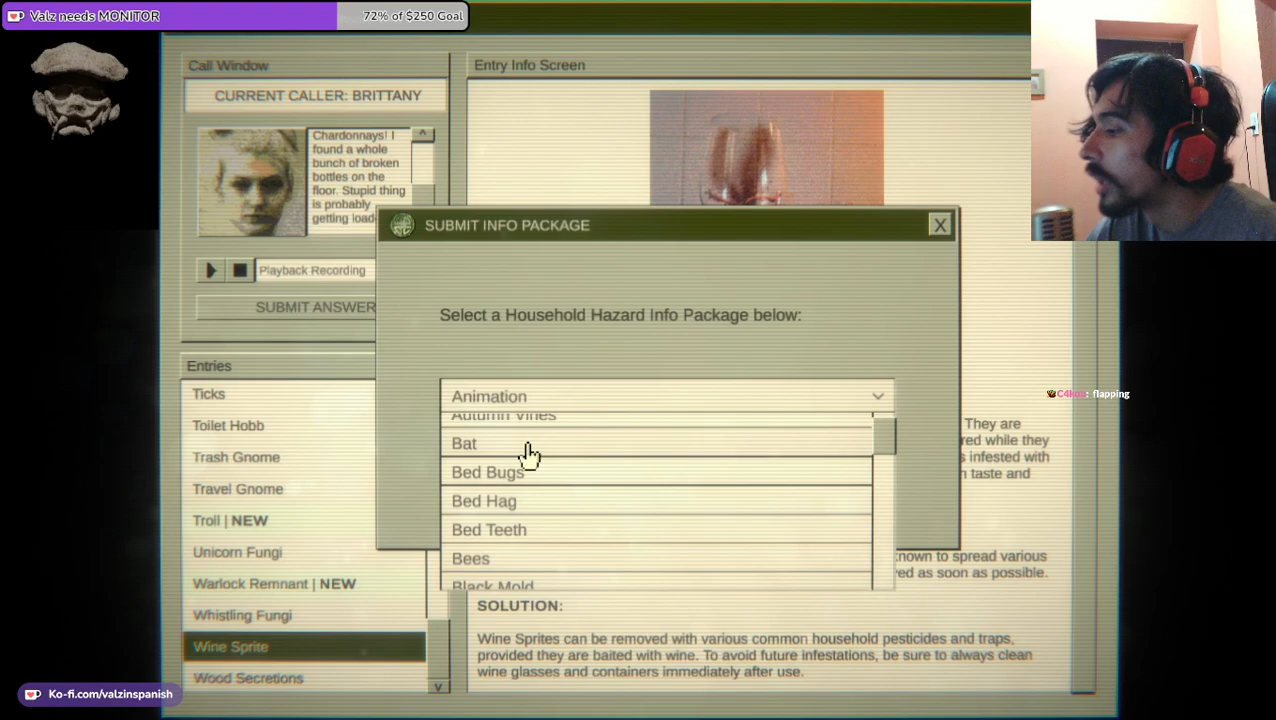 Valz needs MONITOR
72% of $250 Goal
Call Window
CURRENT CALLER: BRITTANY
Chardonnays! I
found a whole
bunch of broken
bottles on the
floor. Stupid thing
is probably
getting load
Playback Recording
SUBMIT ANSWER
Entries
Ticks
Toilet Hobb
Trash Gnome
Travel Gnome
Troll | NEW
Unicorn Fungi
Warlock Remnant | NEW
Whistling Fungi
Wine Sprite
Wood Secretions
Entry Info Screen
SUBMIT INFO PACKAGE
X
Select a Household Hazard Info Package below:
Animation
Autumn Vines
Bat
Bed Bugs
Bed Hag
Bed Teeth
Bees
Black Mold
They are
red while they
s infested with
n taste and
known to spread various
ed as soon as possible.
SOLUTION:
Wine Sprites can be removed with various common household pesticides and traps,
provided they are baited with wine. To avoid future infestations, be sure to always clean
wine glasses and containers immediately after use.
C4kou: flapping
Ko-fi.com/valzinspanish